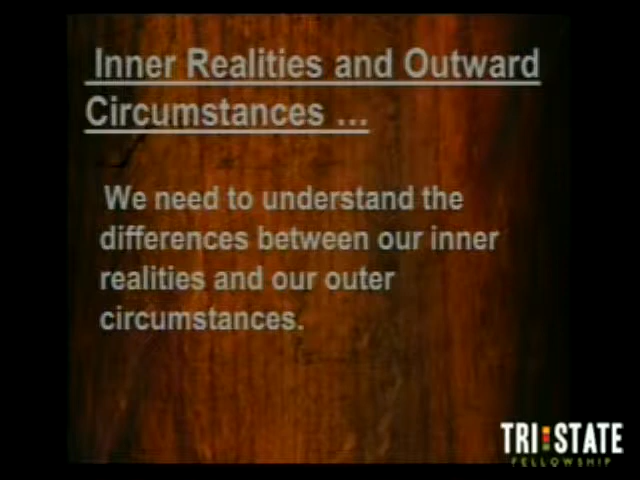 Inner Realities and Outward
Circumstances ...
We need to understand the
differences between our inner
realities and our outer
circumstances.
TRI STATE
FELLOWSHIP